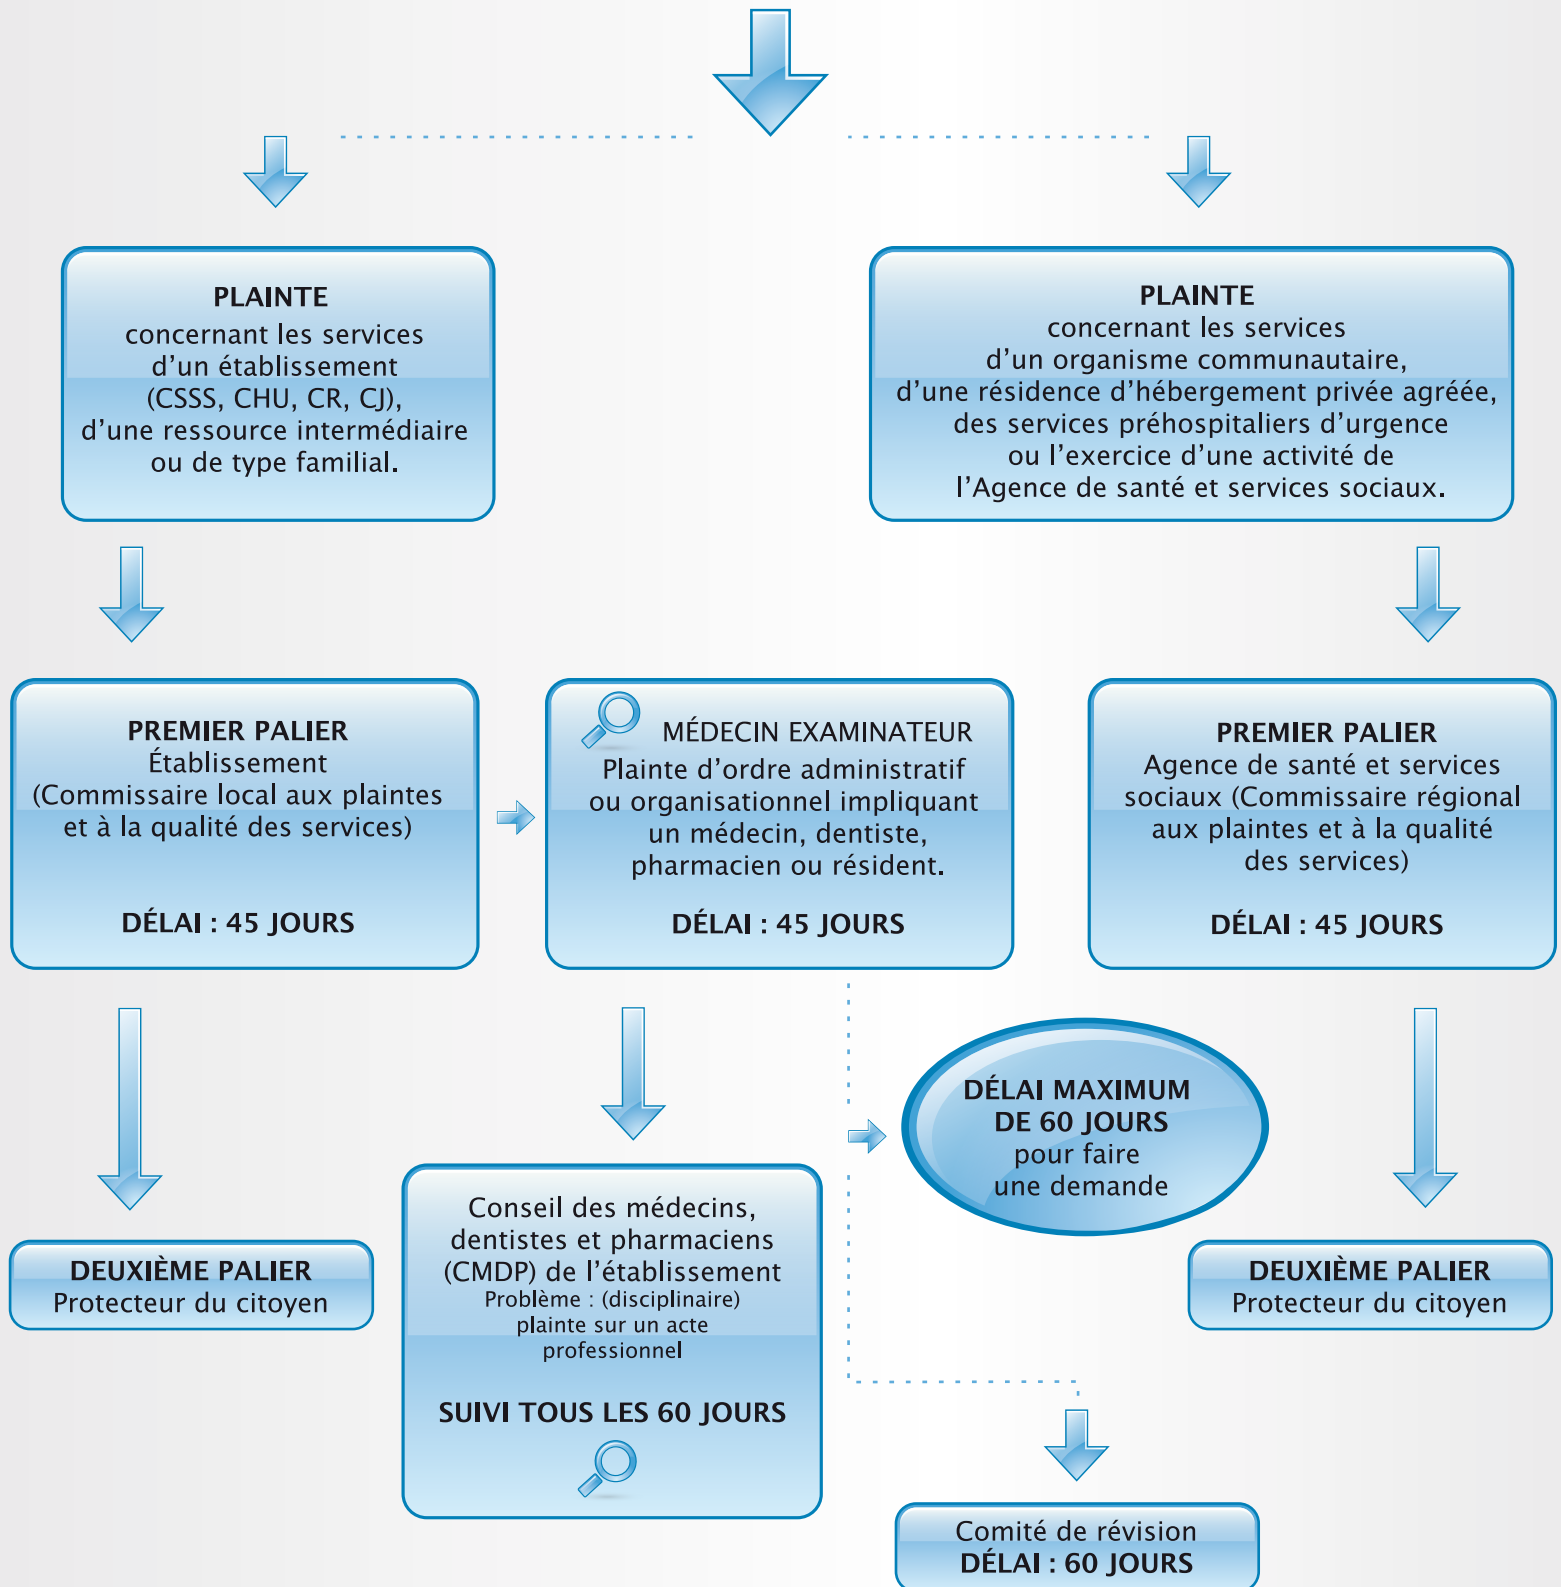 PLAINTE
concernant les services
d'un établissement
(CSSS, CHU, CR, CJ),
d'une ressource intermédiaire
ou de type familial.
PLAINTE
concernant les services
d'un organisme communautaire,
d'une résidence d'hébergement privée agréée,
des services préhospitaliers d'urgence
ou l'exercice d'une activité de
l'Agence de santé et services sociaux.
PREMIER PALIER
Établissement
(Commissaire local aux plaintes
et à la qualité des services)
DÉLAI : 45 JOURS
MÉDECIN EXAMINATEUR
Plainte d'ordre administratif
ou organisationnel impliquant
un médecin, dentiste,
pharmacien ou résident.
DÉLAI : 45 JOURS
PREMIER PALIER
Agence de santé et services
sociaux (Commissaire régional
aux plaintes et à la qualité
des services)
DÉLAI : 45 JOURS
DÉLAI MAXIMUM
DE 60 JOURS
pour faire
une demande
DEUXIÈME PALIER
Protecteur du citoyen
Conseil des médecins,
dentistes et pharmaciens
(CMDP) de l'établissement
Problème : (disciplinaire)
plainte sur un acte
professionnel
SUIVI TOUS LES 60 JOURS
DEUXIÈME PALIER
Protecteur du citoyen
Comité de révision
DÉLAI : 60 JOURS